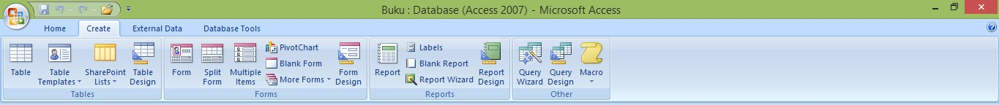 Buku : Database (Access 2007) - Microsoft Access
Home Create External Data Database Tools
Table
Table Templates
SharePoint Lists
Table Design
Tables
Form
Split Form
Multiple Items
PivotChart
Blank Form
More Forms
Form Design
Forms
Report
Labels
Blank Report
Report Wizard
Report Design
Reports
Query Wizard
Query Design
Macro
Other